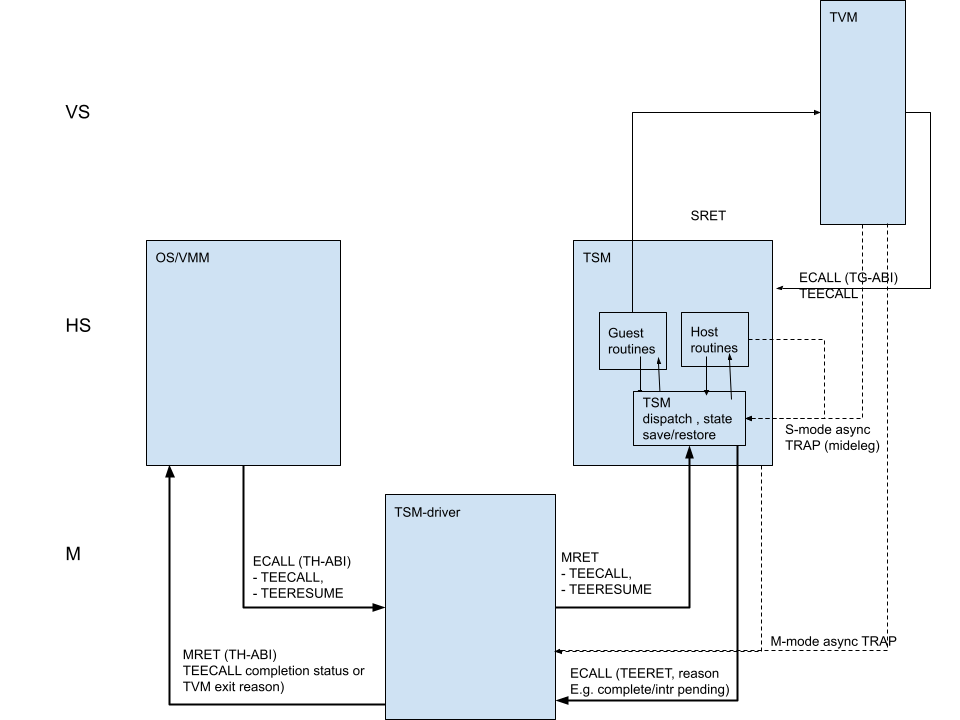 TVM
VS
SRET
OS/VMM
TSM
ECALL (TG-ABI)
TEECALL
HS
Guest
routines
Host
routines
TSM
dispatch , state
save/restore
S-mode async
TRAP (mideleg)
TSM-driver
M
ECALL (TH-ABI)
- TEECALL,
- TEERESUME
MRET
- TEECALL,
- TEERESUME
M-mode async TRAP
MRET (TH-ABI)
TEECALL completion status or
TVM exit reason)
ECALL (TEERET, reason
E.g. complete/intr pending)